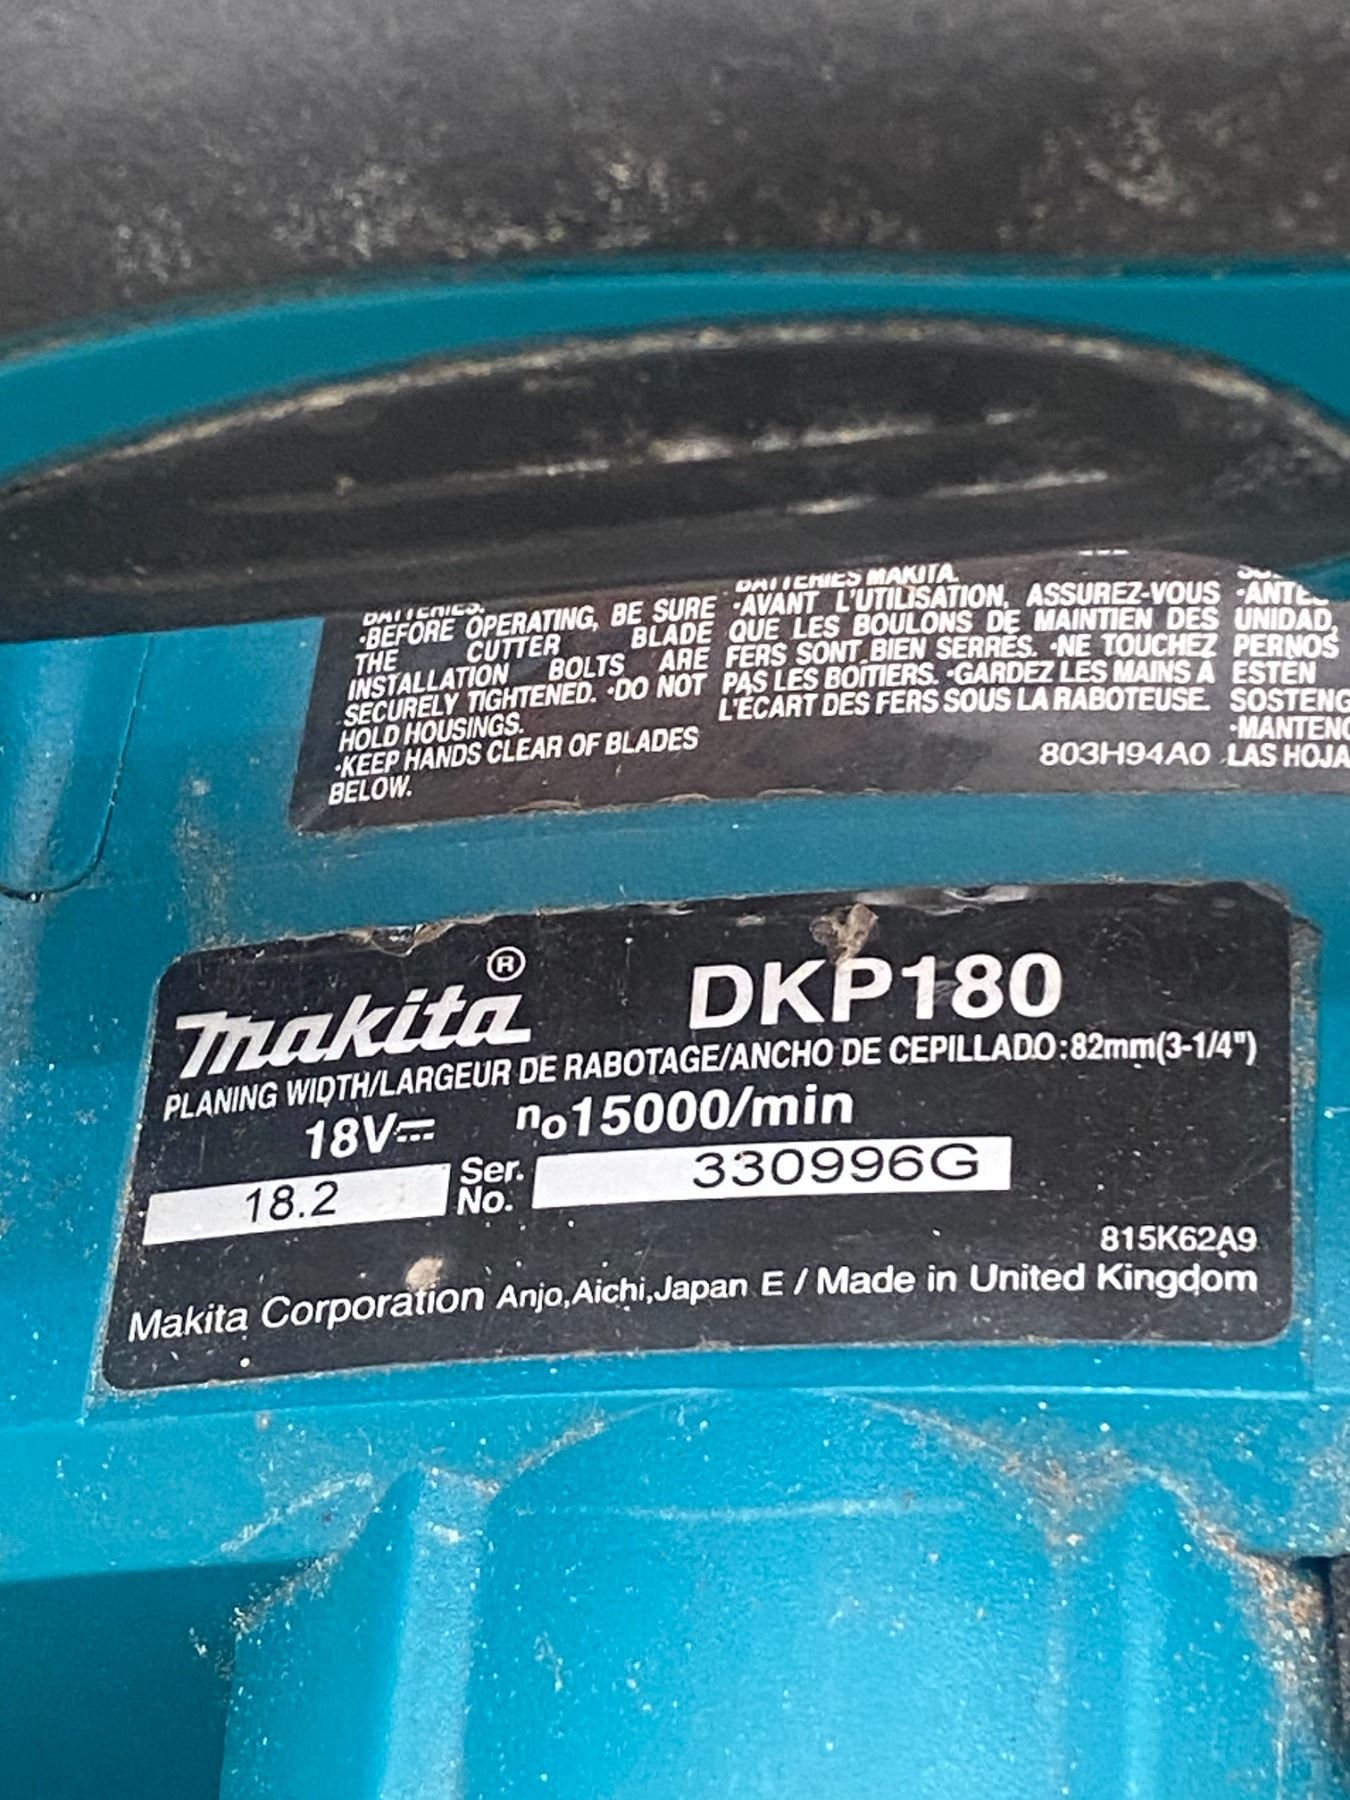 BATTERIES.
·BEFORE OPERATING, BE SURE
THE CUTTER BLADE
INSTALLATION BOLTS ARE
SECURELY TIGHTENED. ·DO NOT
HOLD HOUSINGS.
·KEEP HANDS CLEAR OF BLADES
BELOW.
BATTERIES MAKITA.
·AVANT L'UTILISATION, ASSUREZ-VOUS
QUE LES BOULONS DE MAINTIEN DES
FERS SONT BIEN SERRÉS. ·NE TOUCHEZ
PAS LES BOÎTIERS. ·GARDEZ LES MAINS À
L'ÉCART DES FERS SOUS LA RABOTEUSE.
803H94A0
·ANTES
UNIDAD,
PERNOS
ESTÉN
SOSTENG
·MANTENG
LAS HOJA
Makita®
DKP180
PLANING WIDTH/LARGEUR DE RABOTAGE/ANCHO DE CEPILLADO:82mm(3-1/4")
18V⎓ n₀15000/min
18.2 Ser. No. 330996G
815K62A9
Makita Corporation Anjo,Aichi,Japan E / Made in United Kingdom